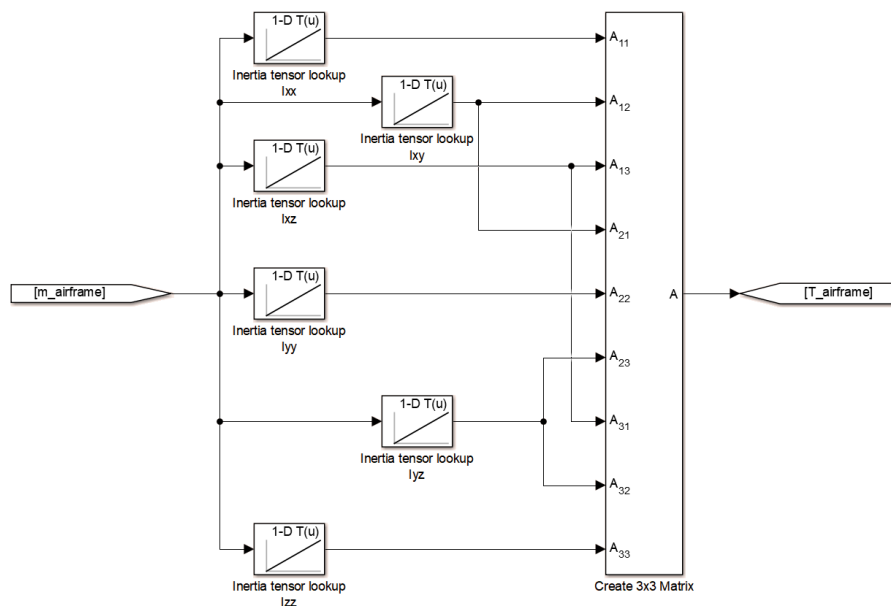 1-D T(u)
Inertia tensor lookup
Ixx
1-D T(u)
Inertia tensor lookup
Ixy
1-D T(u)
Inertia tensor lookup
Ixz
[m_airframe]
1-D T(u)
Inertia tensor lookup
Iyy
1-D T(u)
Inertia tensor lookup
Iyz
1-D T(u)
Inertia tensor lookup
Izz
A11
A12
A13
A21
A22
A23
A31
A32
A33
A
Create 3x3 Matrix
[T_airframe]